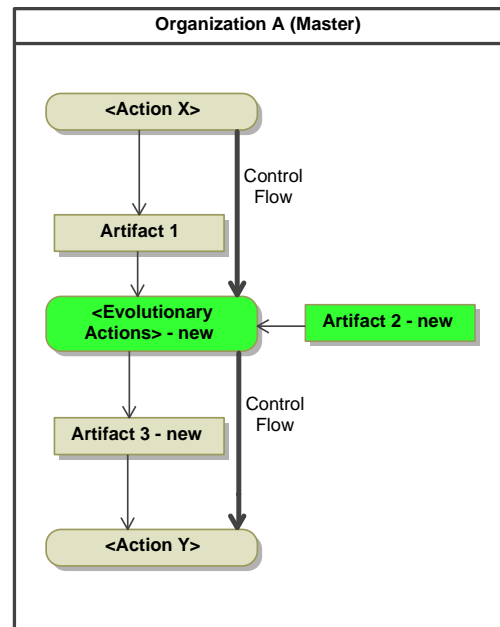 Organization A (Master)
<Action X>
Control
Flow
Artifact 1
<Evolutionary
Actions> - new
Artifact 2 - new
Control
Flow
Artifact 3 - new
<Action Y>